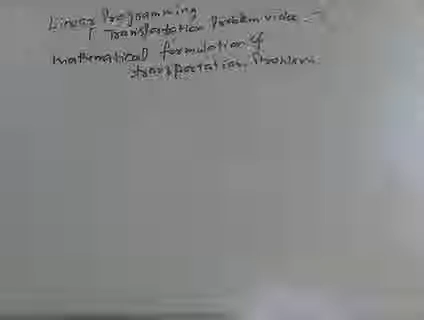 Linear Programming
[ Transportation Problem video -
mathematical formulation of
transportation Problem